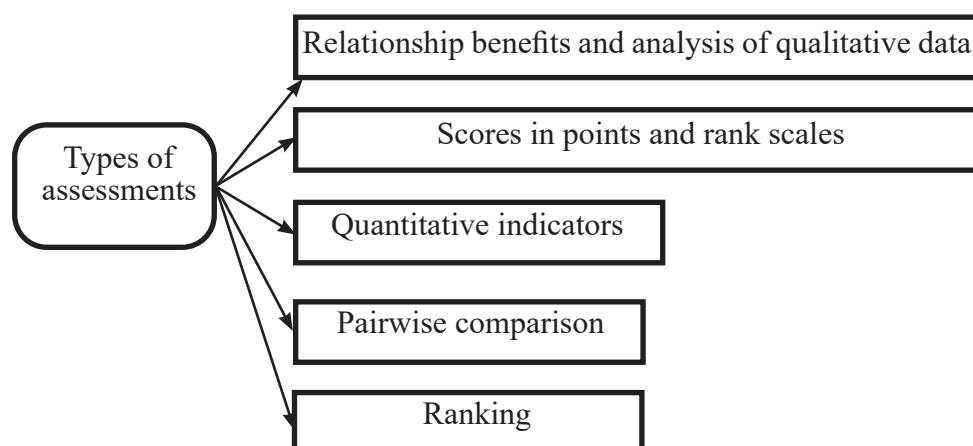 Relationship benefits and analysis of qualitative data
Scores in points and rank scales
Types of
assessments
Quantitative indicators
Pairwise comparison
Ranking